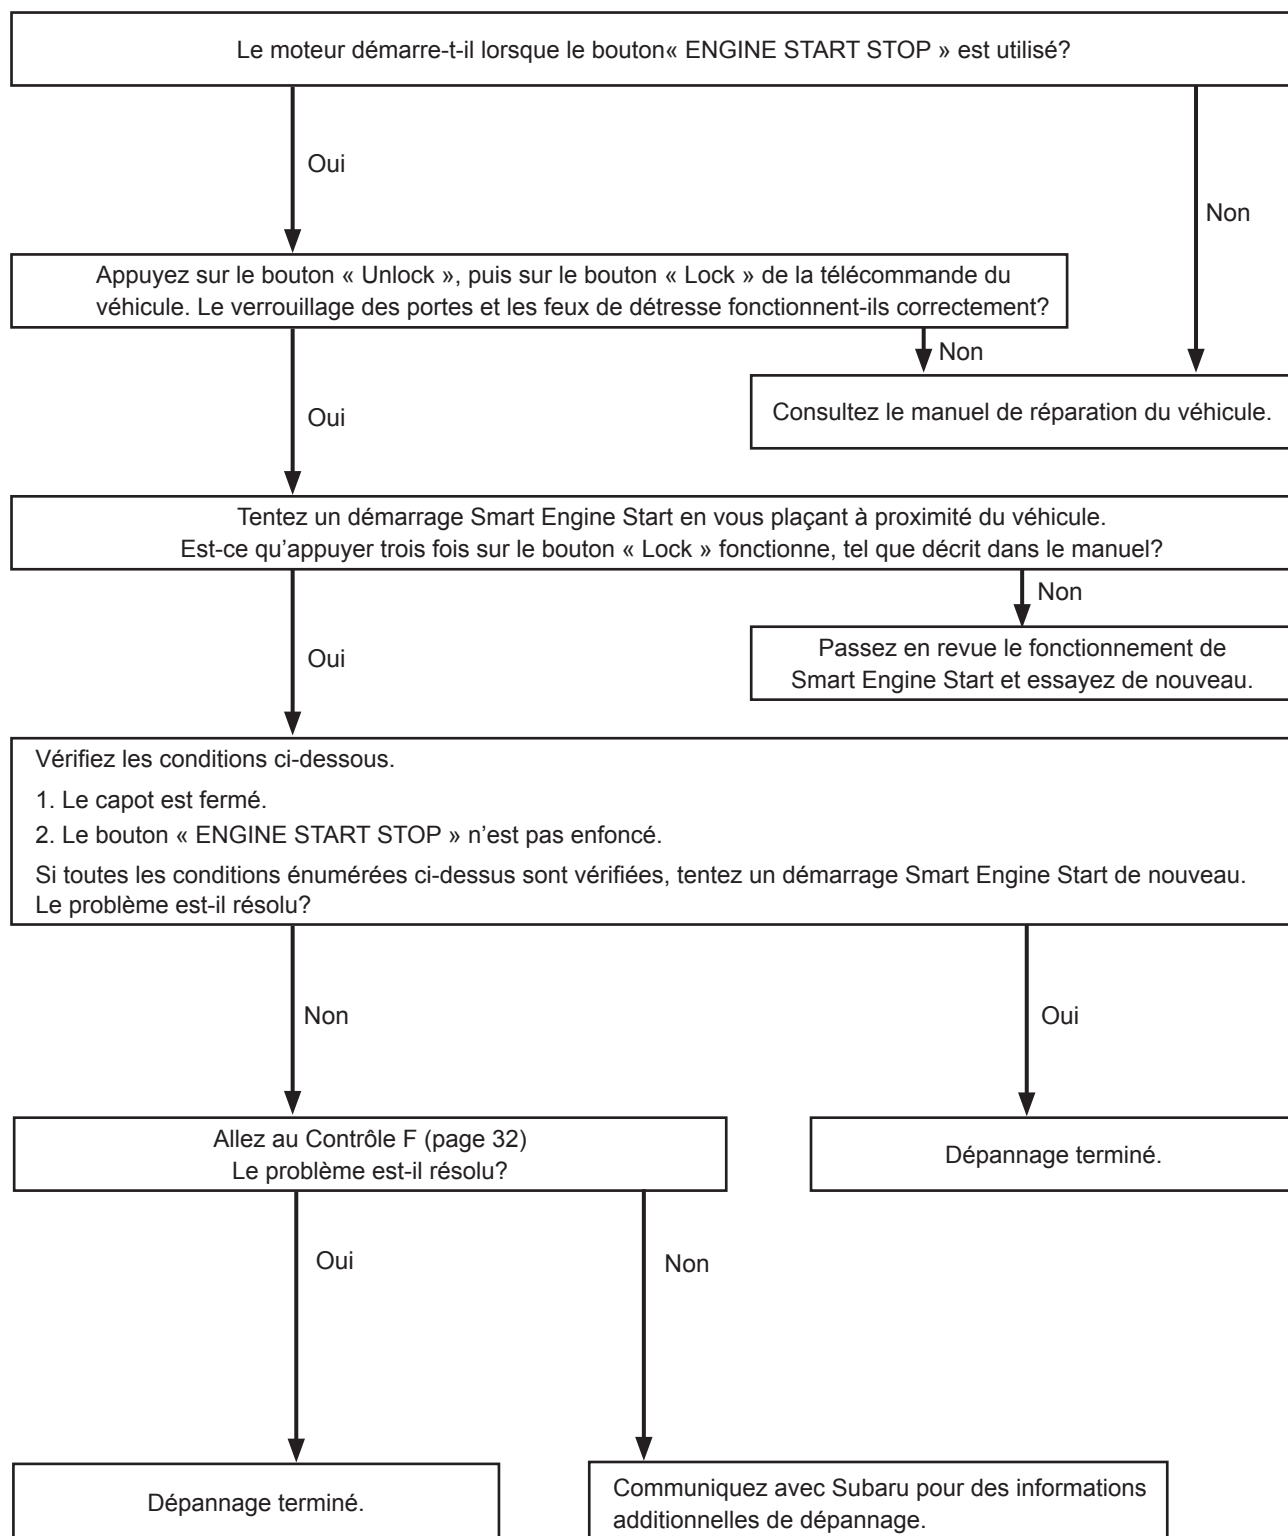 Le moteur démarre-t-il lorsque le bouton« ENGINE START STOP » est utilisé?
Oui
Non
Appuyez sur le bouton « Unlock », puis sur le bouton « Lock » de la télécommande du
véhicule. Le verrouillage des portes et les feux de détresse fonctionnent-ils correctement?
Non
Consultez le manuel de réparation du véhicule.
Oui
Tentez un démarrage Smart Engine Start en vous plaçant à proximité du véhicule.
Est-ce qu’appuyer trois fois sur le bouton « Lock » fonctionne, tel que décrit dans le manuel?
Non
Passez en revue le fonctionnement de
Smart Engine Start et essayez de nouveau.
Oui
Vérifiez les conditions ci-dessous.
1. Le capot est fermé.
2. Le bouton « ENGINE START STOP » n’est pas enfoncé.
Si toutes les conditions énumérées ci-dessus sont vérifiées, tentez un démarrage Smart Engine Start de nouveau.
Le problème est-il résolu?
Non
Oui
Allez au Contrôle F (page 32)
Le problème est-il résolu?
Dépannage terminé.
Oui
Non
Dépannage terminé.
Communiquez avec Subaru pour des informations
additionnelles de dépannage.